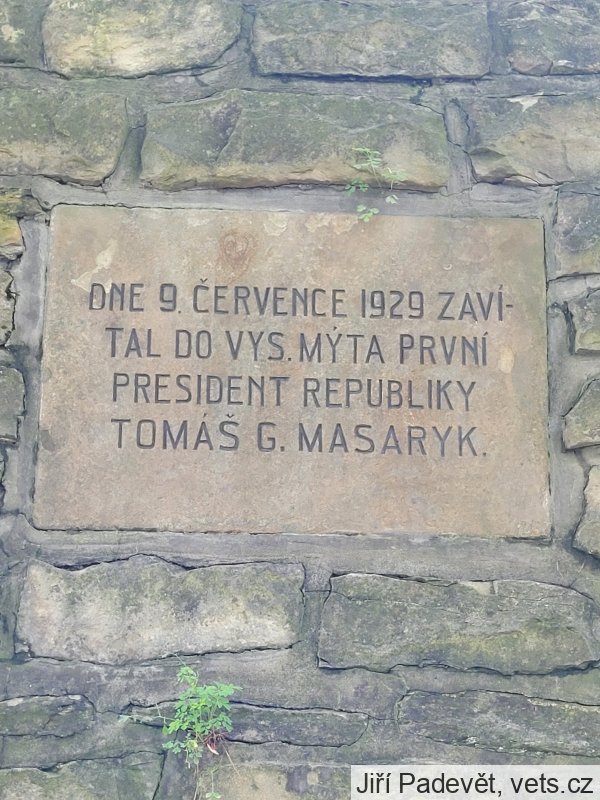 DNE 9. ČERVENCE 1929 ZAVÍ-
TAL DO VYS. MÝTA PRVNÍ
PRESIDENT REPUBLIKY
TOMÁŠ G. MASARYK.
Jiří Padevět, vets.cz